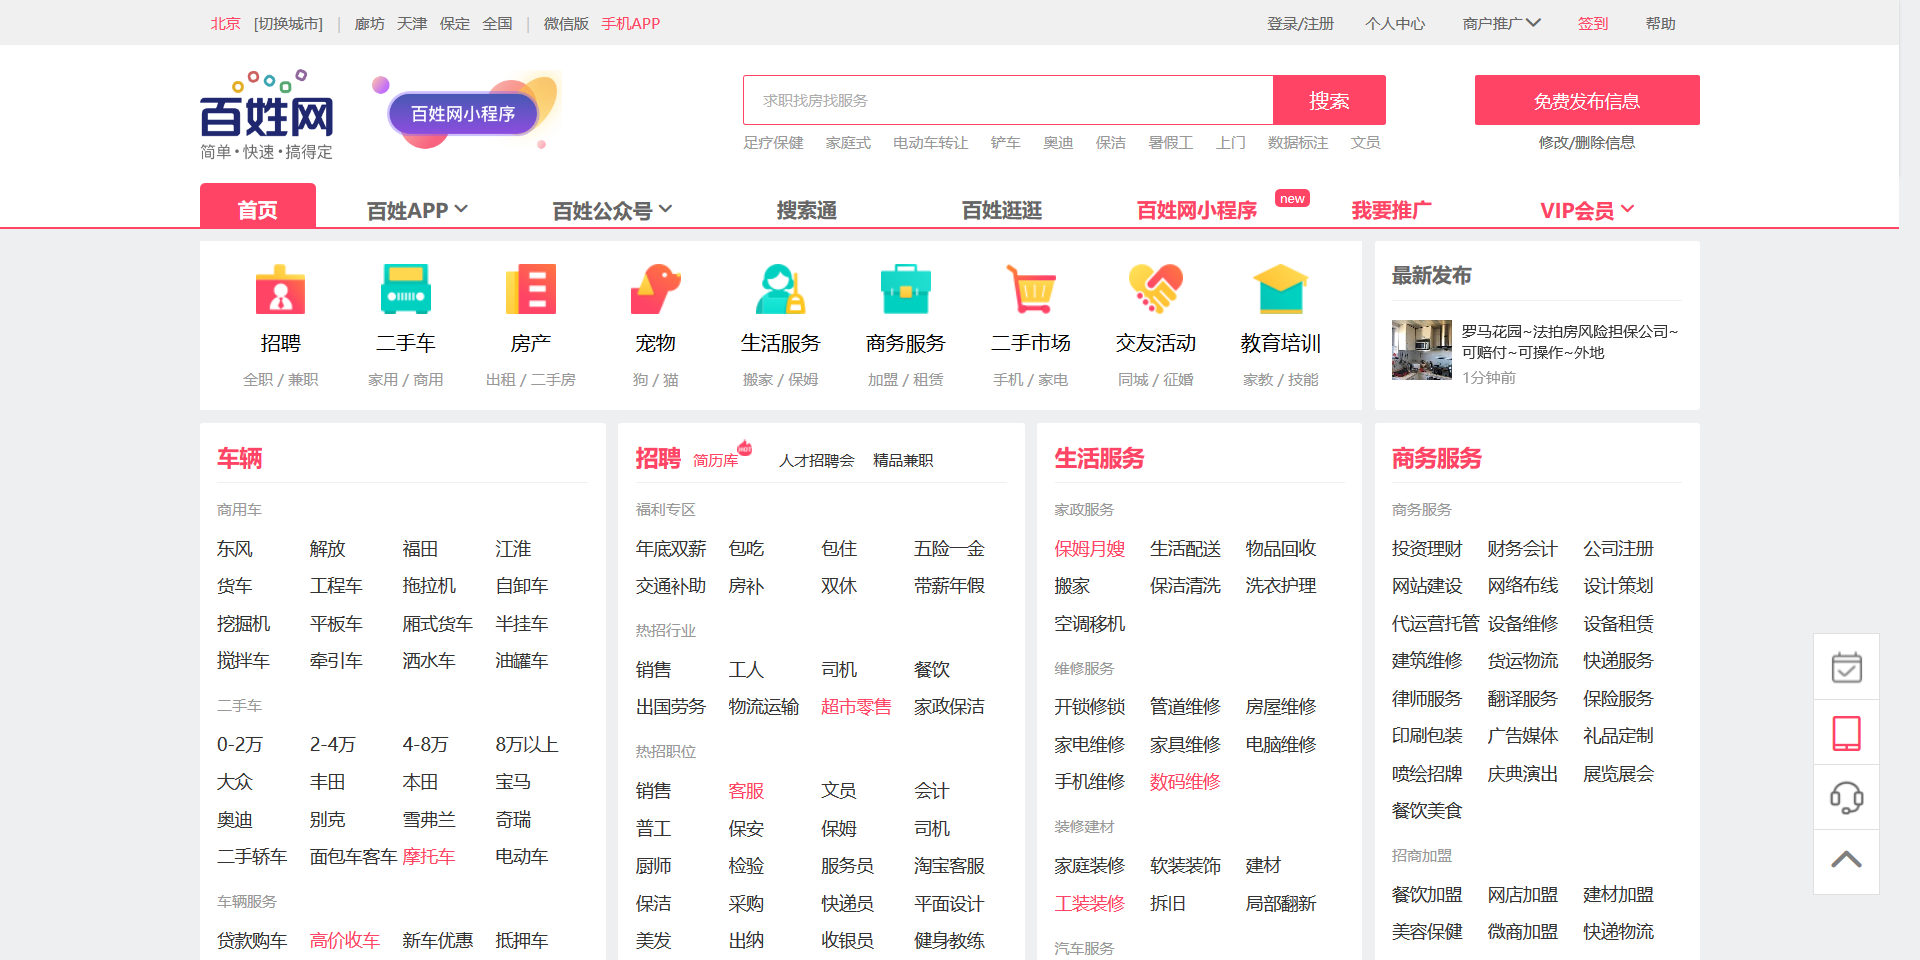 北京 [切换城市] | 廊坊 天津 保定 全国 | 微信版 手机APP 登录/注册 个人中心 商户推广 签到 帮助
百姓网
简单·快速·搞得定
百姓网小程序
求职找房找服务 搜索 免费发布信息
足疗保健 家庭式 电动车转让 铲车 奥迪 保洁 暑假工 上门 数据标注 文员 修改/删除信息
首页 百姓APP 百姓公众号 搜索通 百姓逛逛 百姓网小程序 new 我要推广 VIP会员
招聘 二手车 房产 宠物 生活服务 商务服务 二手市场 交友活动 教育培训
全职 / 兼职 家用 / 商用 出租 / 二手房 狗 / 猫 搬家 / 保姆 加盟 / 租赁 手机 / 家电 同城 / 征婚 家教 / 技能
最新发布
罗马花园~法拍房风险担保公司~
可赔付~可操作~外地
1分钟前
车辆
商用车
东风 解放 福田 江淮
货车 工程车 拖拉机 自卸车
挖掘机 平板车 厢式货车 半挂车
搅拌车 牵引车 洒水车 油罐车
二手车
0-2万 2-4万 4-8万 8万以上
大众 丰田 本田 宝马
奥迪 别克 雪弗兰 奇瑞
二手轿车 面包车客车 摩托车 电动车
车辆服务
贷款购车 高价收车 新车优惠 抵押车
招聘 简历库 HOT 人才招聘会 精品兼职
福利专区
年底双薪 包吃 包住 五险一金
交通补助 房补 双休 带薪年假
热招行业
销售 工人 司机 餐饮
出国劳务 物流运输 超市零售 家政保洁
热招职位
销售 客服 文员 会计
普工 保安 保姆 司机
厨师 检验 服务员 淘宝客服
保洁 采购 快递员 平面设计
美发 出纳 收银员 健身教练
生活服务
家政服务
保姆月嫂 生活配送 物品回收
搬家 保洁清洗 洗衣护理
空调移机
维修服务
开锁修锁 管道维修 房屋维修
家电维修 家具维修 电脑维修
手机维修 数码维修
装修建材
家庭装修 软装装饰 建材
工装装修 拆旧 局部翻新
汽车服务
商务服务
商务服务
投资理财 财务会计 公司注册
网站建设 网络布线 设计策划
代运营托管 设备维修 设备租赁
建筑维修 货运物流 快递服务
律师服务 翻译服务 保险服务
印刷包装 广告媒体 礼品定制
喷绘招牌 庆典演出 展览展会
餐饮美食
招商加盟
餐饮加盟 网店加盟 建材加盟
美容保健 微商加盟 快递物流